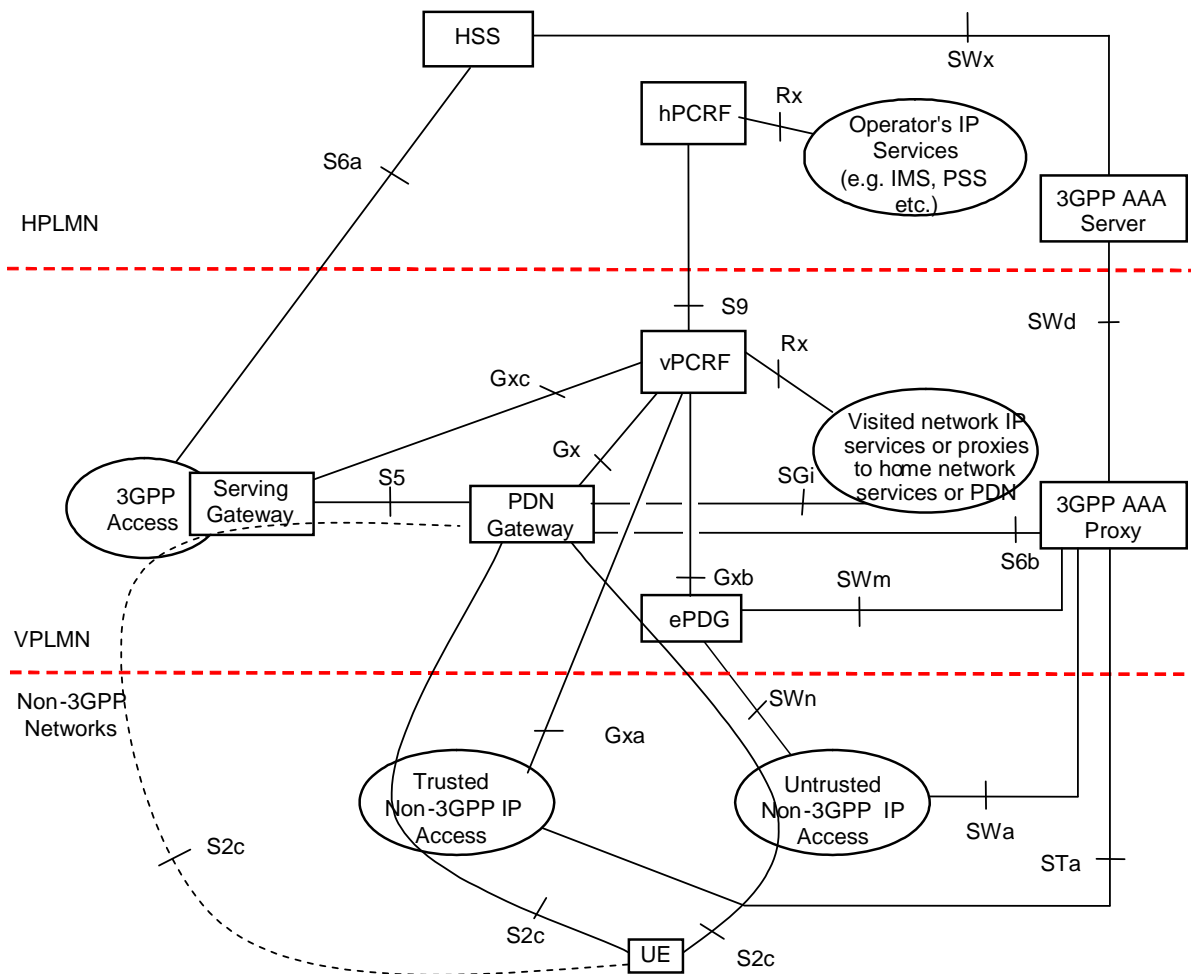 HSS
SWx
Rx
hPCRF
Operator's IP
Services
(e.g. IMS, PSS
etc.)
S6a
3GPP AAA
Server
HPLMN
S9
SWd
Rx
vPCRF
Gxc
Visited network IP
services or proxies
to home network
services or PDN
Gx
S5
SGi
3GPP
Access
Serving
Gateway
PDN
Gateway
3GPP AAA
Proxy
S6b
Gxb
SWm
ePDG
VPLMN
Non-3GPP
Networks
SWn
Gxa
Trusted
Non-3GPP IP
Access
Untrusted
Non-3GPP IP
Access
SWa
S2c
STa
S2c
UE
S2c